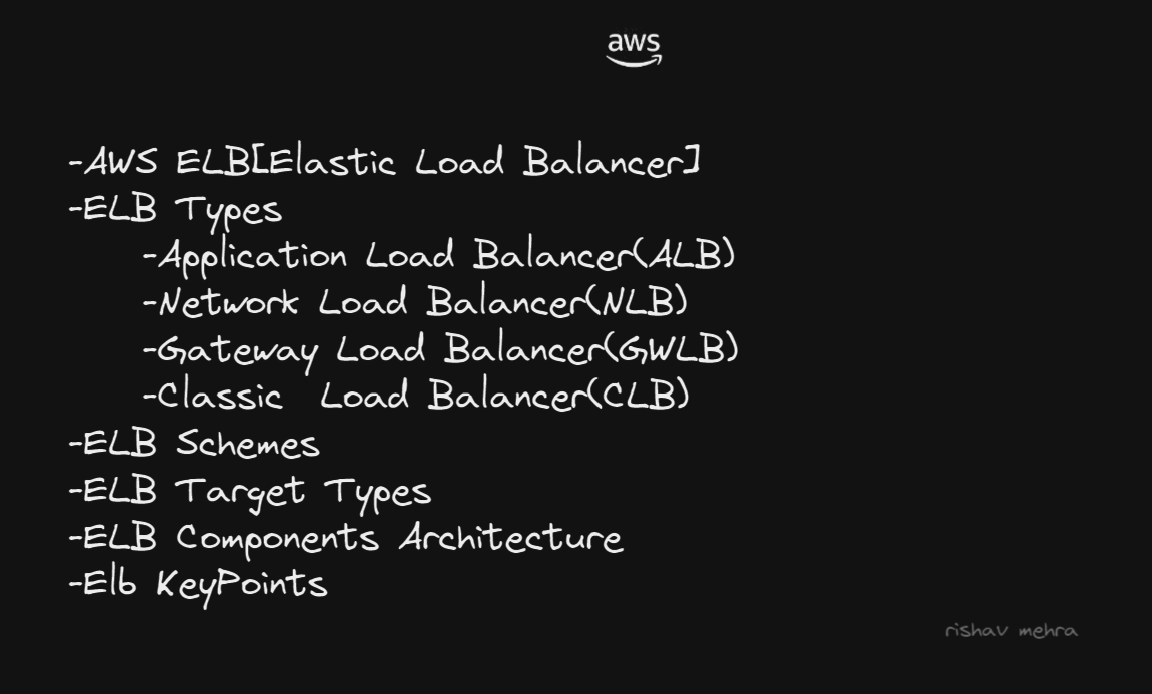 aws
-AWS ELB[Elastic Load Balancer]
-ELB Types
-Application Load Balancer(ALB)
-Network Load Balancer(NLB)
-Gateway Load Balancer(GWLB)
-Classic  Load Balancer(CLB)
-ELB Schemes
-ELB Target Types
-ELB Components Architecture
-Elb KeyPoints
rishav mehra